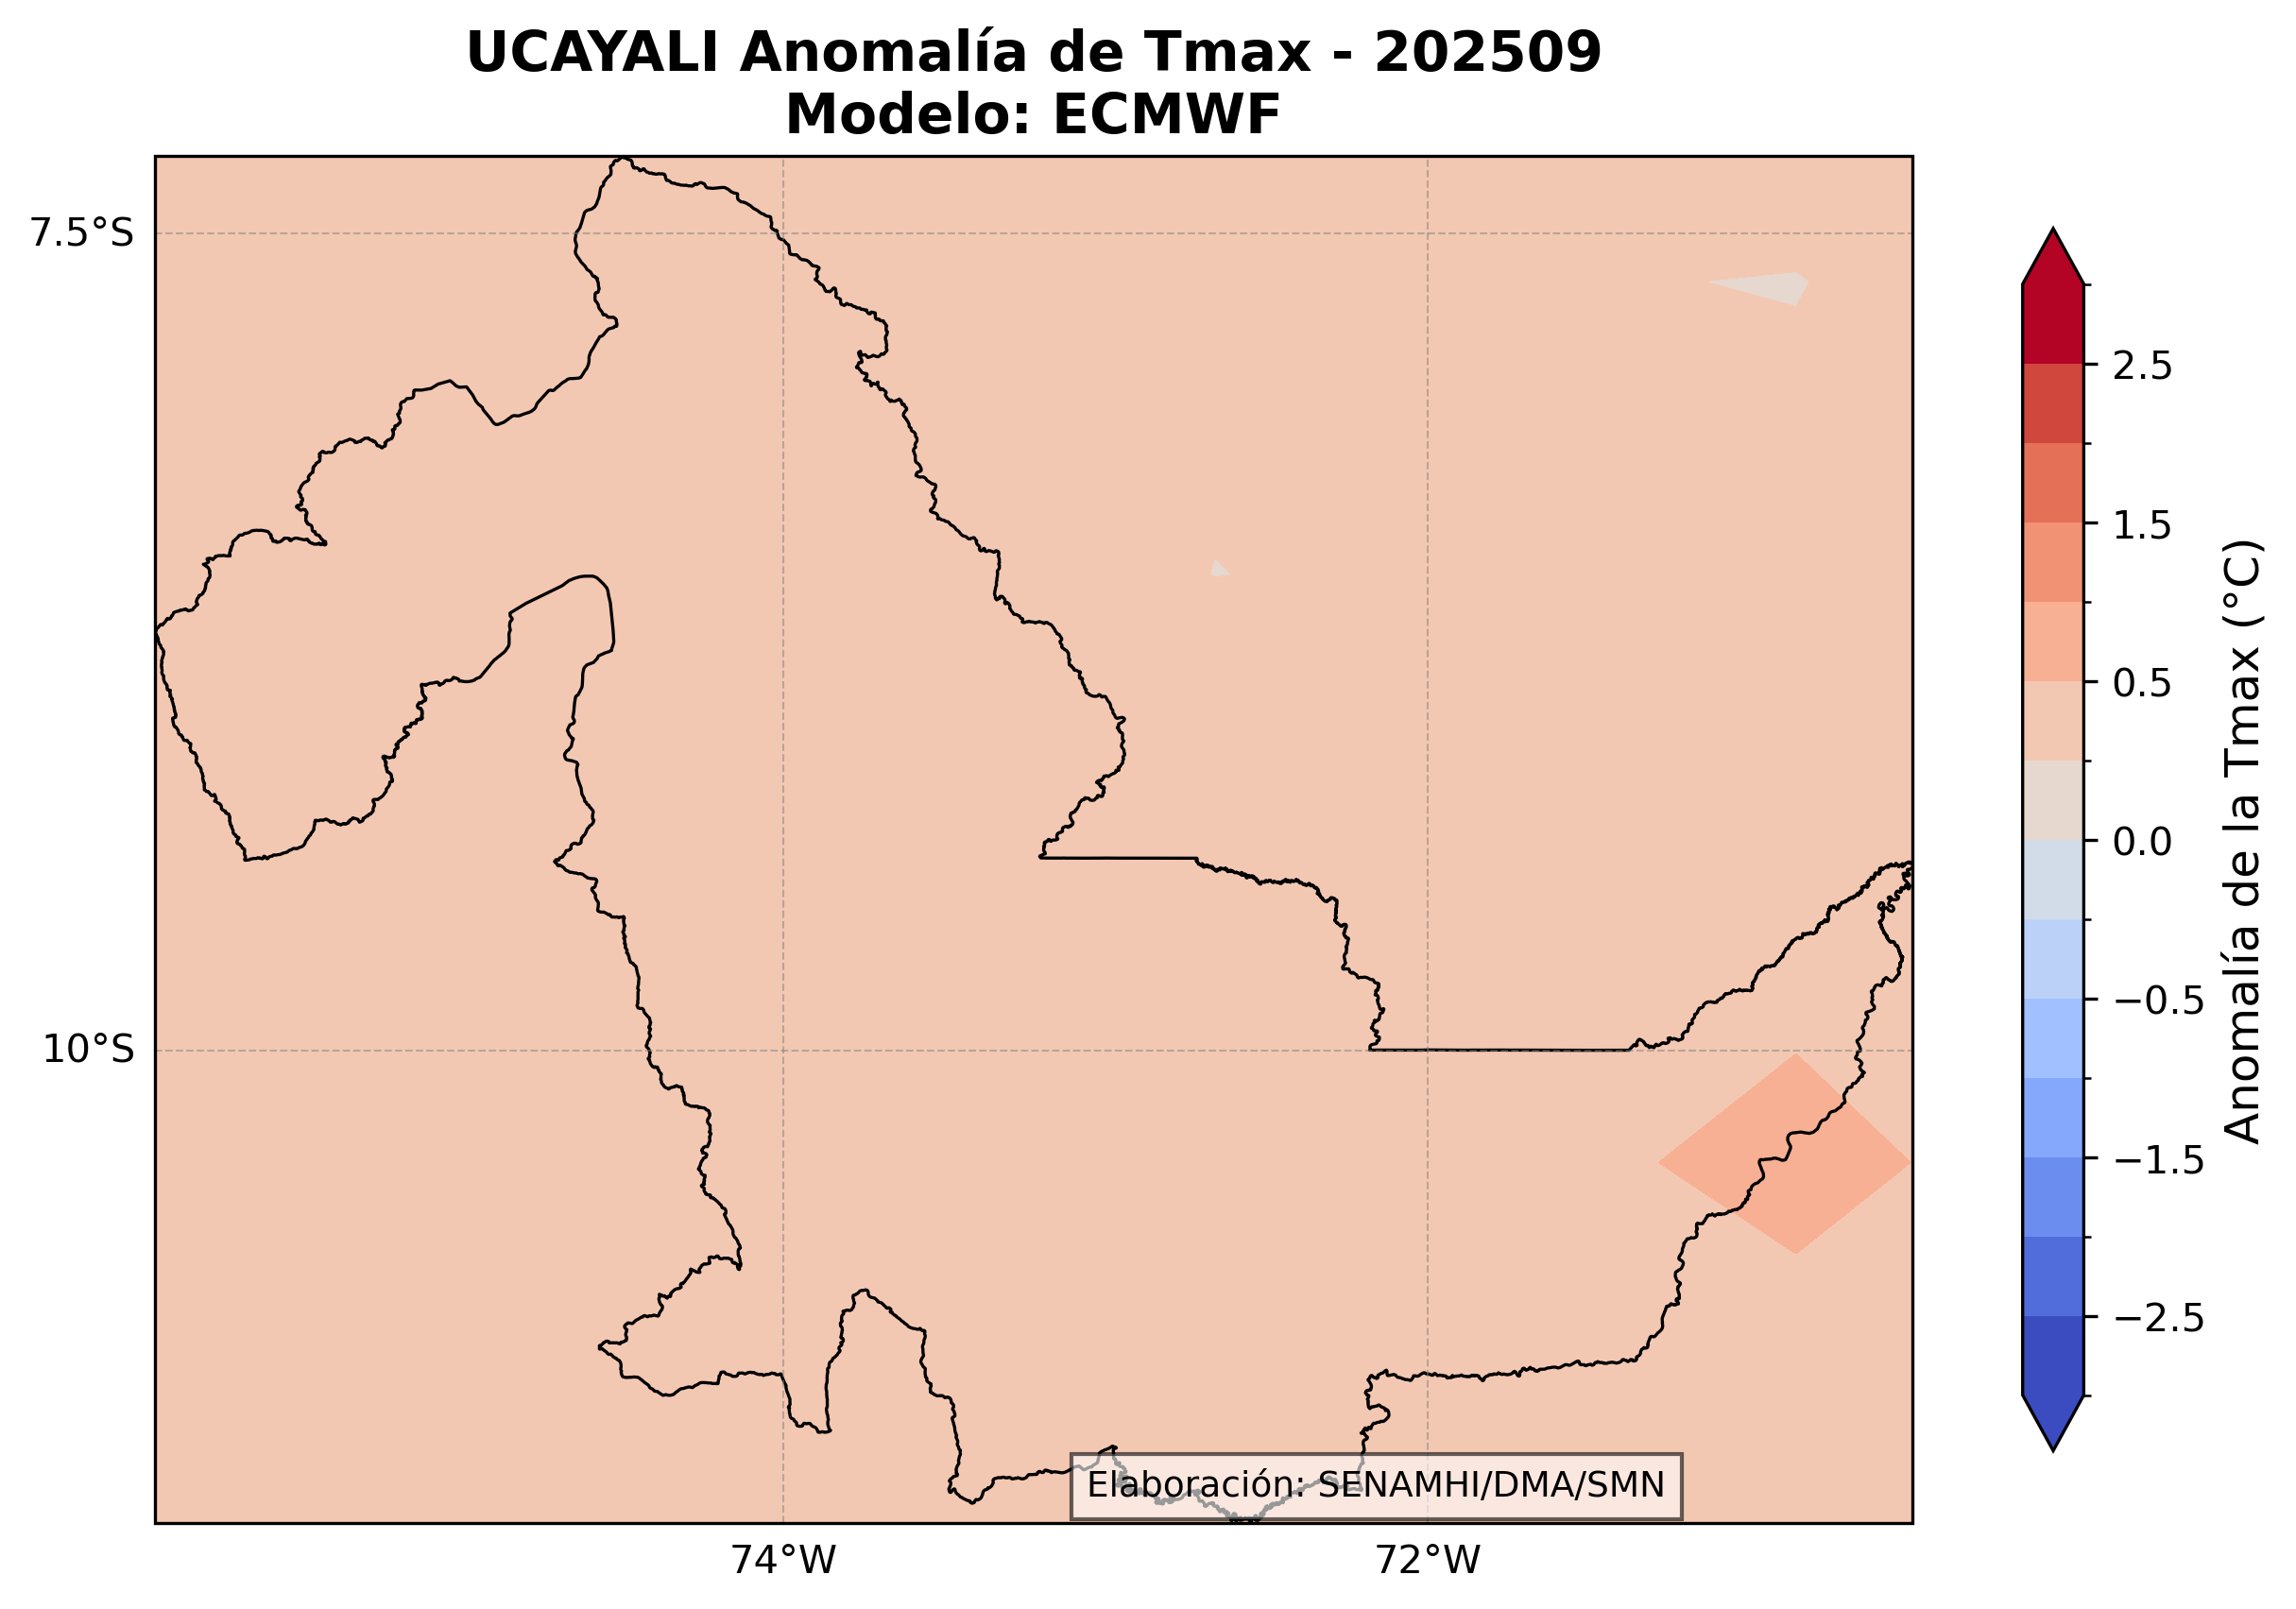 UCAYALI Anomalía de Tmax - 202509
Modelo: ECMWF
7.5°S
10°S
74°W
72°W
2.5
1.5
0.5
0.0
−0.5
−1.5
−2.5
Anomalía de la Tmax (°C)
Elaboración: SENAMHI/DMA/SMN